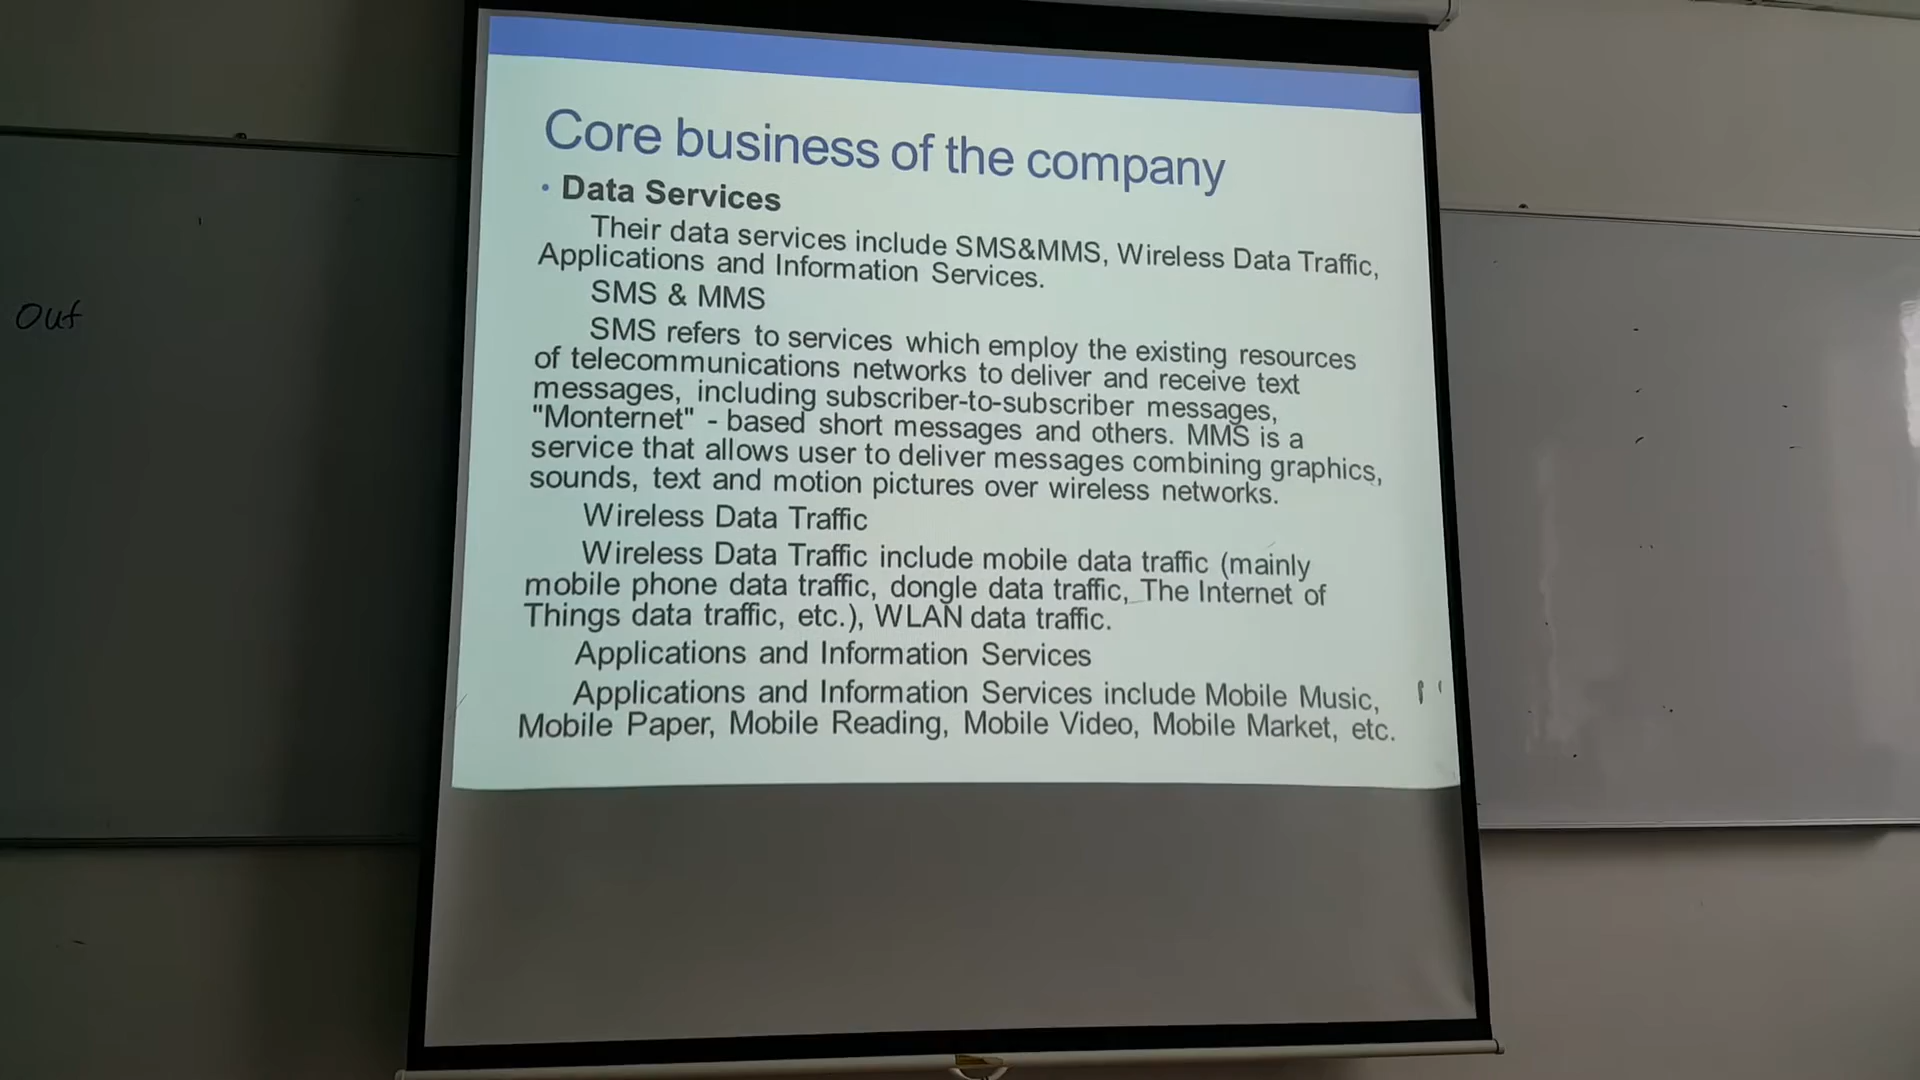 Core business of the company
• Data Services
Their data services include SMS&MMS, Wireless Data Traffic,
Applications and Information Services.
SMS & MMS
SMS refers to services which employ the existing resources
of telecommunications networks to deliver and receive text
messages, including subscriber-to-subscriber messages,
"Monternet" - based short messages and others. MMS is a
service that allows user to deliver messages combining graphics,
sounds, text and motion pictures over wireless networks.
Wireless Data Traffic
Wireless Data Traffic include mobile data traffic (mainly
mobile phone data traffic, dongle data traffic, The Internet of
Things data traffic, etc.), WLAN data traffic.
Applications and Information Services
Applications and Information Services include Mobile Music,
Mobile Paper, Mobile Reading, Mobile Video, Mobile Market, etc.
Out